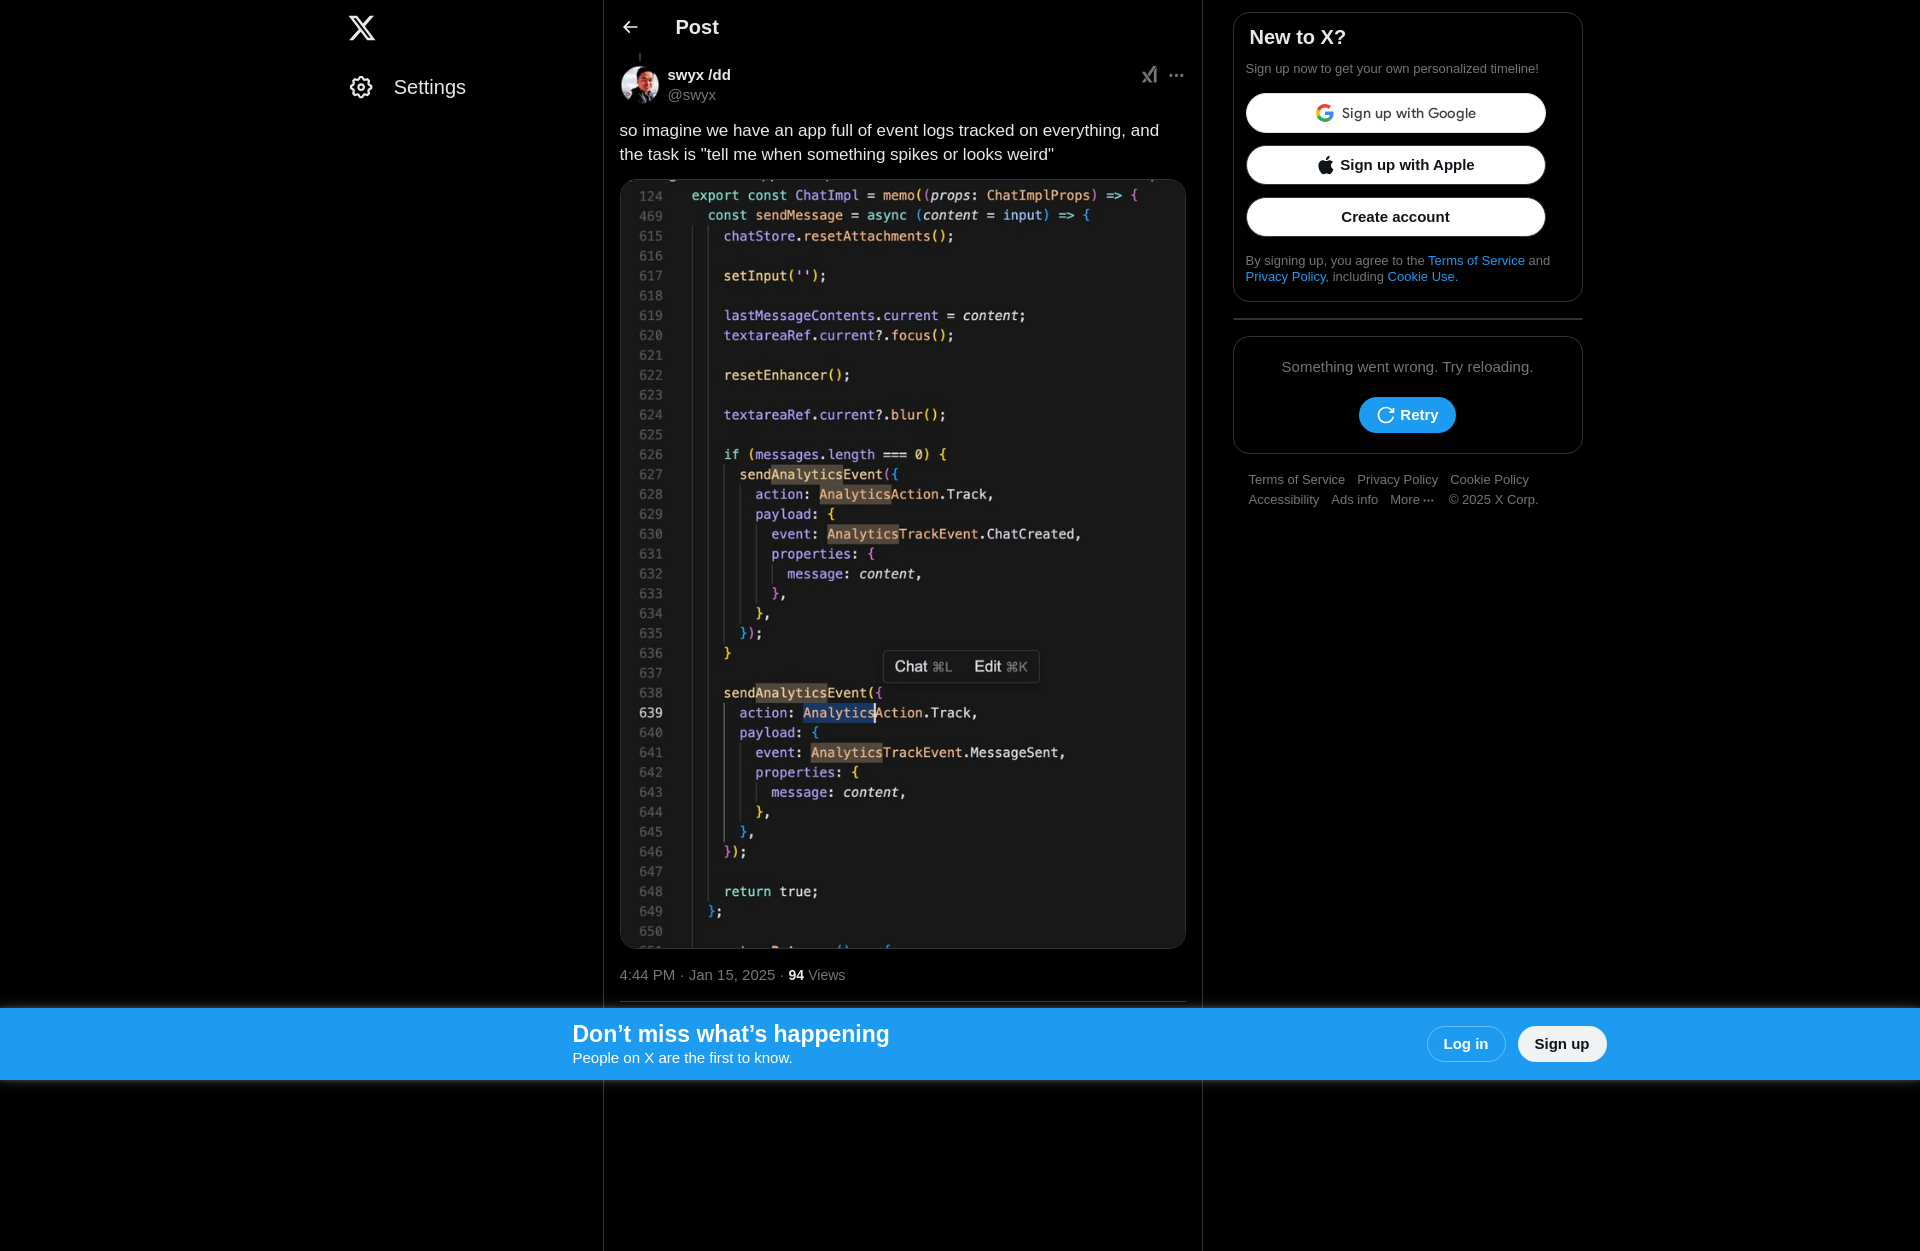 Settings
Post
swyx /dd
@swyx
so imagine we have an app full of event logs tracked on everything, and
the task is "tell me when something spikes or looks weird"
124 export const ChatImpl = memo((props: ChatImplProps) => {
469 const sendMessage = async (content = input) => {
615 chatStore.resetAttachments();
616
617 setInput('');
618
619 lastMessageContents.current = content;
620 textareaRef.current?.focus();
621
622 resetEnhancer();
623
624 textareaRef.current?.blur();
625
626 if (messages.length === 0) {
627 sendAnalyticsEvent({
628 action: AnalyticsAction.Track,
629 payload: {
630 event: AnalyticsTrackEvent.ChatCreated,
631 properties: {
632 message: content,
633 },
634 },
635 });
636 }
Chat ⌘L Edit ⌘K
637
638 sendAnalyticsEvent({
639 action: AnalyticsAction.Track,
640 payload: {
641 event: AnalyticsTrackEvent.MessageSent,
642 properties: {
643 message: content,
644 },
645 },
646 });
647
648 return true;
649 };
650
4:44 PM · Jan 15, 2025 · 94 Views
New to X?
Sign up now to get your own personalized timeline!
Sign up with Google
Sign up with Apple
Create account
By signing up, you agree to the Terms of Service and
Privacy Policy, including Cookie Use.
Something went wrong. Try reloading.
Retry
Terms of Service Privacy Policy Cookie Policy
Accessibility Ads info More ··· © 2025 X Corp.
Don’t miss what’s happening
People on X are the first to know.
Log in
Sign up